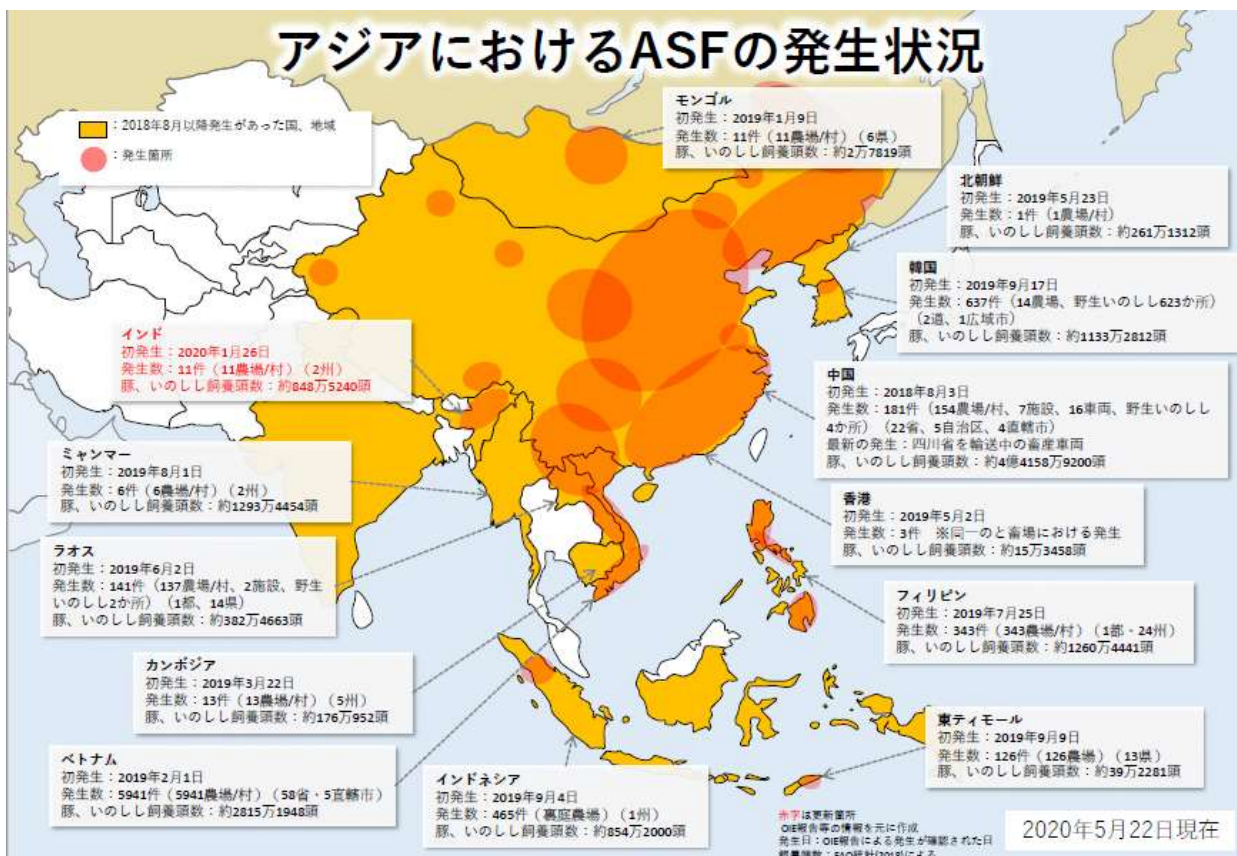 アジアにおけるASFの発生状況
：2018年8月以降発生があった国、地域
：発生箇所
モンゴル
初発生：2019年1月9日
発生数：11件（11農場/村）（6県）
豚、いのしし飼養頭数：約2万7819頭
北朝鮮
初発生：2019年5月23日
発生数：1件（1農場/村）
豚、いのしし飼養頭数：約261万1312頭
韓国
初発生：2019年9月17日
発生数：637件（14農場、野生いのしし623か所）
（2道、1広域市）
豚、いのしし飼養頭数：約1133万2812頭
インド
初発生：2020年1月26日
発生数：11件（11農場/村）（2州）
豚、いのしし飼養頭数：約848万5240頭
中国
初発生：2018年8月3日
発生数：181件（154農場/村、7施設、16車両、野生いのしし
4か所）（22省、5自治区、4直轄市）
最新の発生：四川省を輸送中の畜産車両
豚、いのしし飼養頭数：約4億4158万9200頭
ミャンマー
初発生：2019年8月1日
発生数：6件（6農場/村）（2州）
豚、いのしし飼養頭数：約1293万4454頭
香港
初発生：2019年5月2日
発生数：3件　※同一のと畜場における発生
豚、いのしし飼養頭数：約15万3458頭
ラオス
初発生：2019年6月2日
発生数：141件（137農場/村、2施設、野生
いのしし2か所）（1都、14県）
豚、いのしし飼養頭数：約382万4663頭
フィリピン
初発生：2019年7月25日
発生数：343件（343農場/村）（1都・24州）
豚、いのしし飼養頭数：約1260万4441頭
カンボジア
初発生：2019年3月22日
発生数：13件（13農場/村）（5州）
豚、いのしし飼養頭数：約176万952頭
東ティモール
初発生：2019年9月9日
発生数：126件（126農場）（13県）
豚、いのしし飼養頭数：約39万2281頭
ベトナム
初発生：2019年2月1日
発生数：5941件（5941農場/村）（58省・5直轄市）
豚、いのしし飼養頭数：約2815万1948頭
インドネシア
初発生：2019年9月4日
発生数：465件（裏庭農場）（1州）
豚、いのしし飼養頭数：約854万2000頭
赤字は更新箇所
OIE報告等の情報を元に作成
発生日：OIE報告による発生が確認された日
飼養頭数：FAO統計(2018)による
2020年5月22日現在